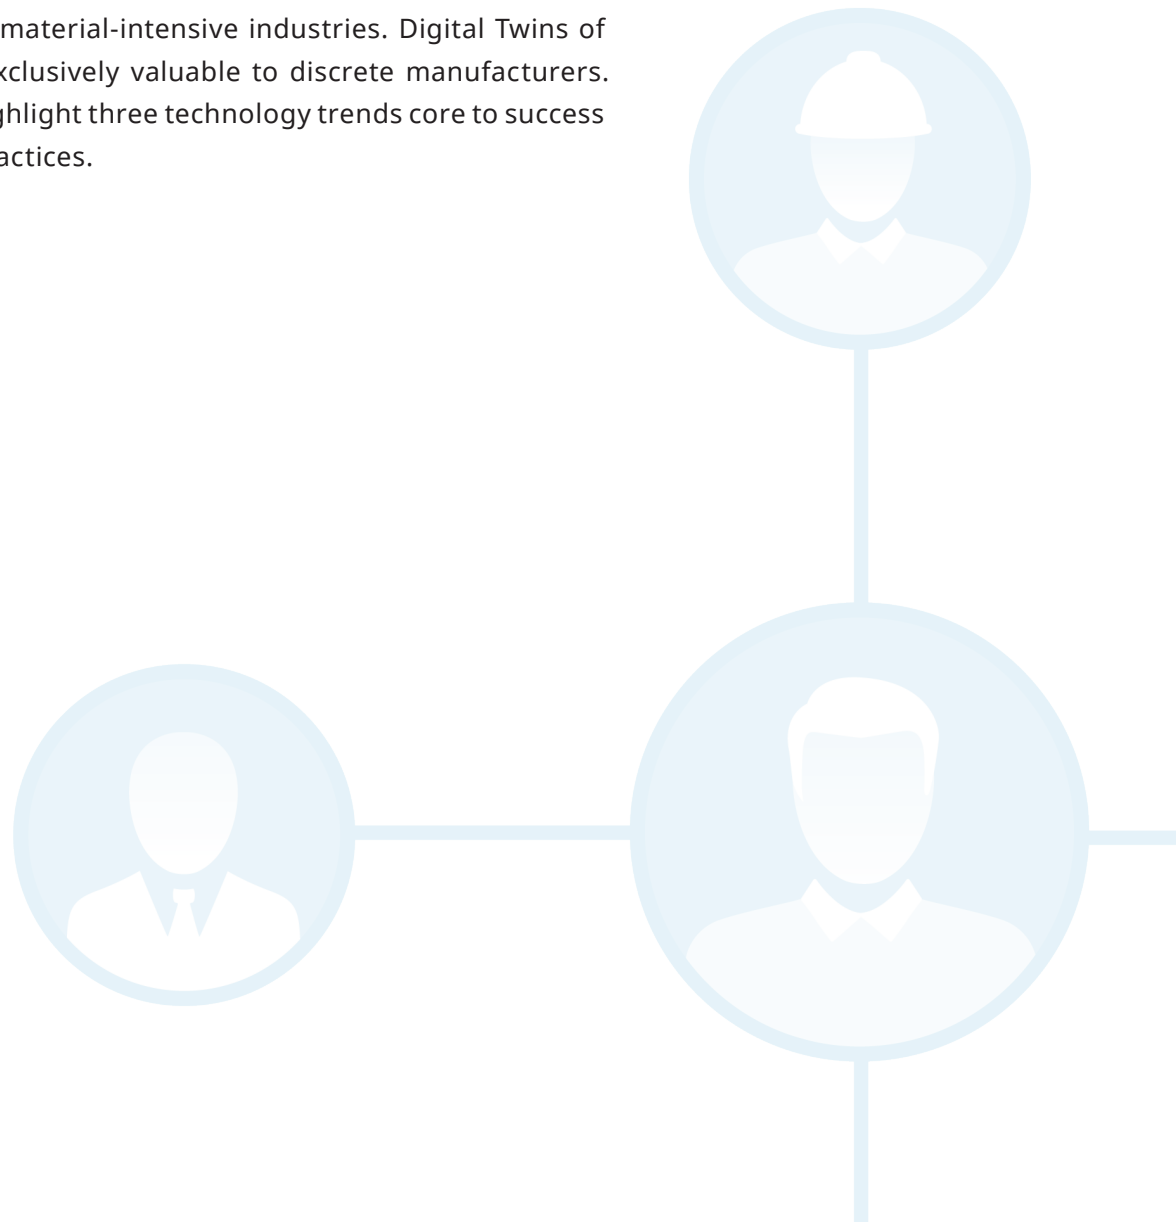 material-intensive industries. Digital Twins of
xclusively valuable to discrete manufacturers.
ghlight three technology trends core to success
actices.